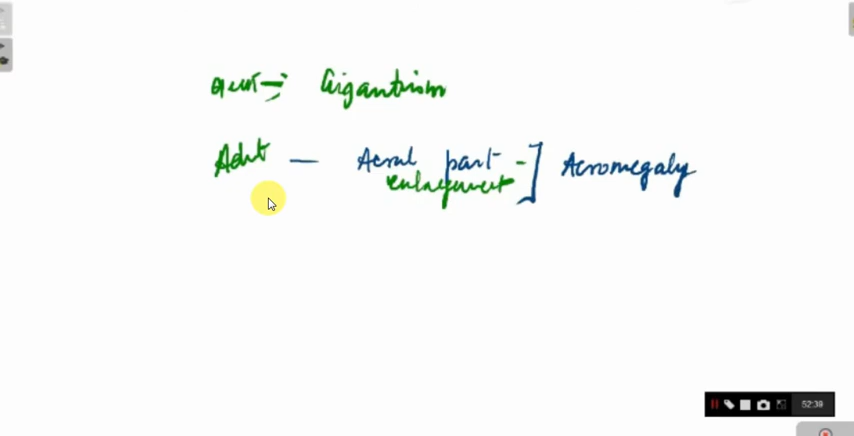 Gigantism
Adult — Acral part - ] Acromegaly
enlargement
52:39